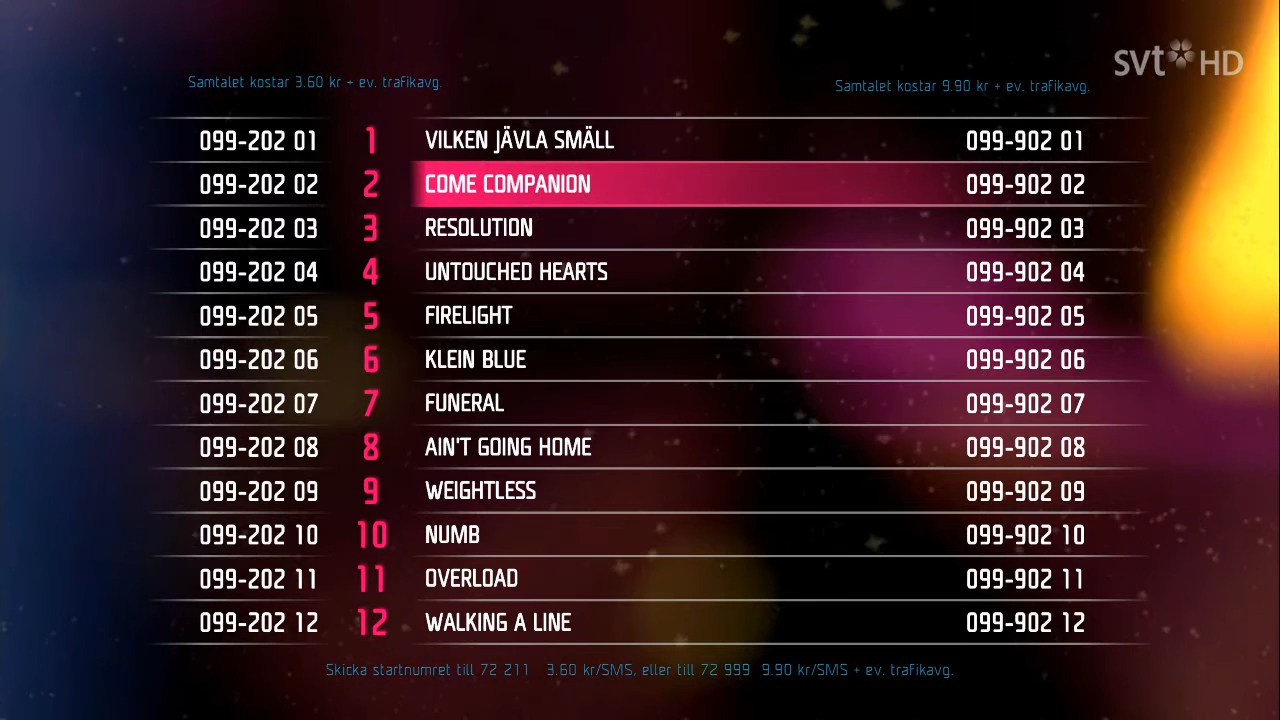 svt HD
Samtalet kostar 3.60 kr + ev. trafikavg.
Samtalet kostar 9.90 kr + ev. trafikavg.
099-202 01 1 VILKEN JÄVLA SMÄLL 099-902 01
099-202 02 2 COME COMPANION 099-902 02
099-202 03 3 RESOLUTION 099-902 03
099-202 04 4 UNTOUCHED HEARTS 099-902 04
099-202 05 5 FIRELIGHT 099-902 05
099-202 06 6 KLEIN BLUE 099-902 06
099-202 07 7 FUNERAL 099-902 07
099-202 08 8 AIN'T GOING HOME 099-902 08
099-202 09 9 WEIGHTLESS 099-902 09
099-202 10 10 NUMB 099-902 10
099-202 11 11 OVERLOAD 099-902 11
099-202 12 12 WALKING A LINE 099-902 12
Skicka startnumret till 72 211 3.60 kr/SMS, eller till 72 999 9.90 kr/SMS + ev. trafikavg.